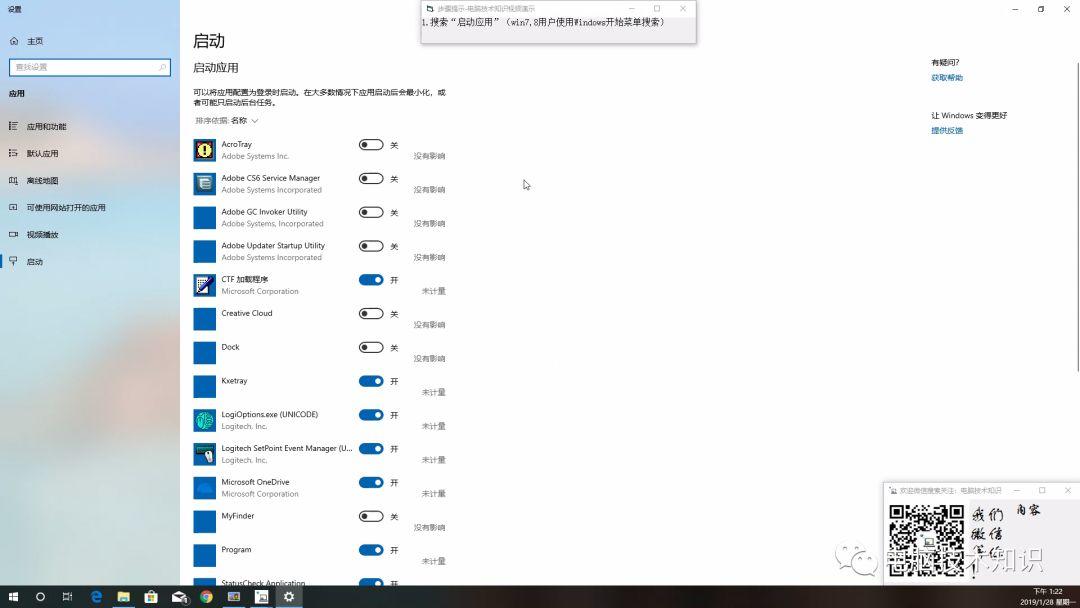 设置
步骤提示-电脑技术知识视频演示
1.搜索“启动应用”（win7,8用户使用Windows开始菜单搜索）
主页
查找设置
应用
应用和功能
默认应用
离线地图
可使用网站打开的应用
视频播放
启动
启动
启动应用
可以将应用配置为登录时启动。在大多数情况下应用启动后会最小化，或
者可能只启动后台任务。
排序依据: 名称
AcroTray
Adobe Systems Inc.
关
没有影响
Adobe CS6 Service Manager
Adobe Systems Incorporated
关
没有影响
Adobe GC Invoker Utility
Adobe Systems, Incorporated
关
没有影响
Adobe Updater Startup Utility
Adobe Systems Incorporated
关
没有影响
CTF 加载程序
Microsoft Corporation
开
未计量
Creative Cloud
关
没有影响
Dock
关
没有影响
Kxetray
开
未计量
LogiOptions.exe (UNICODE)
Logitech, Inc.
开
未计量
Logitech SetPoint Event Manager (U...
Logitech, Inc.
开
未计量
Microsoft OneDrive
Microsoft Corporation
开
未计量
MyFinder
关
没有影响
Program
开
未计量
StatusCheck Application
开
有疑问?
获取帮助
让 Windows 变得更好
提供反馈
欢迎微信搜索关注：电脑技术知识
我们 内容
微信
电脑技术知识
下午 1:22
2019/1/28 星期一